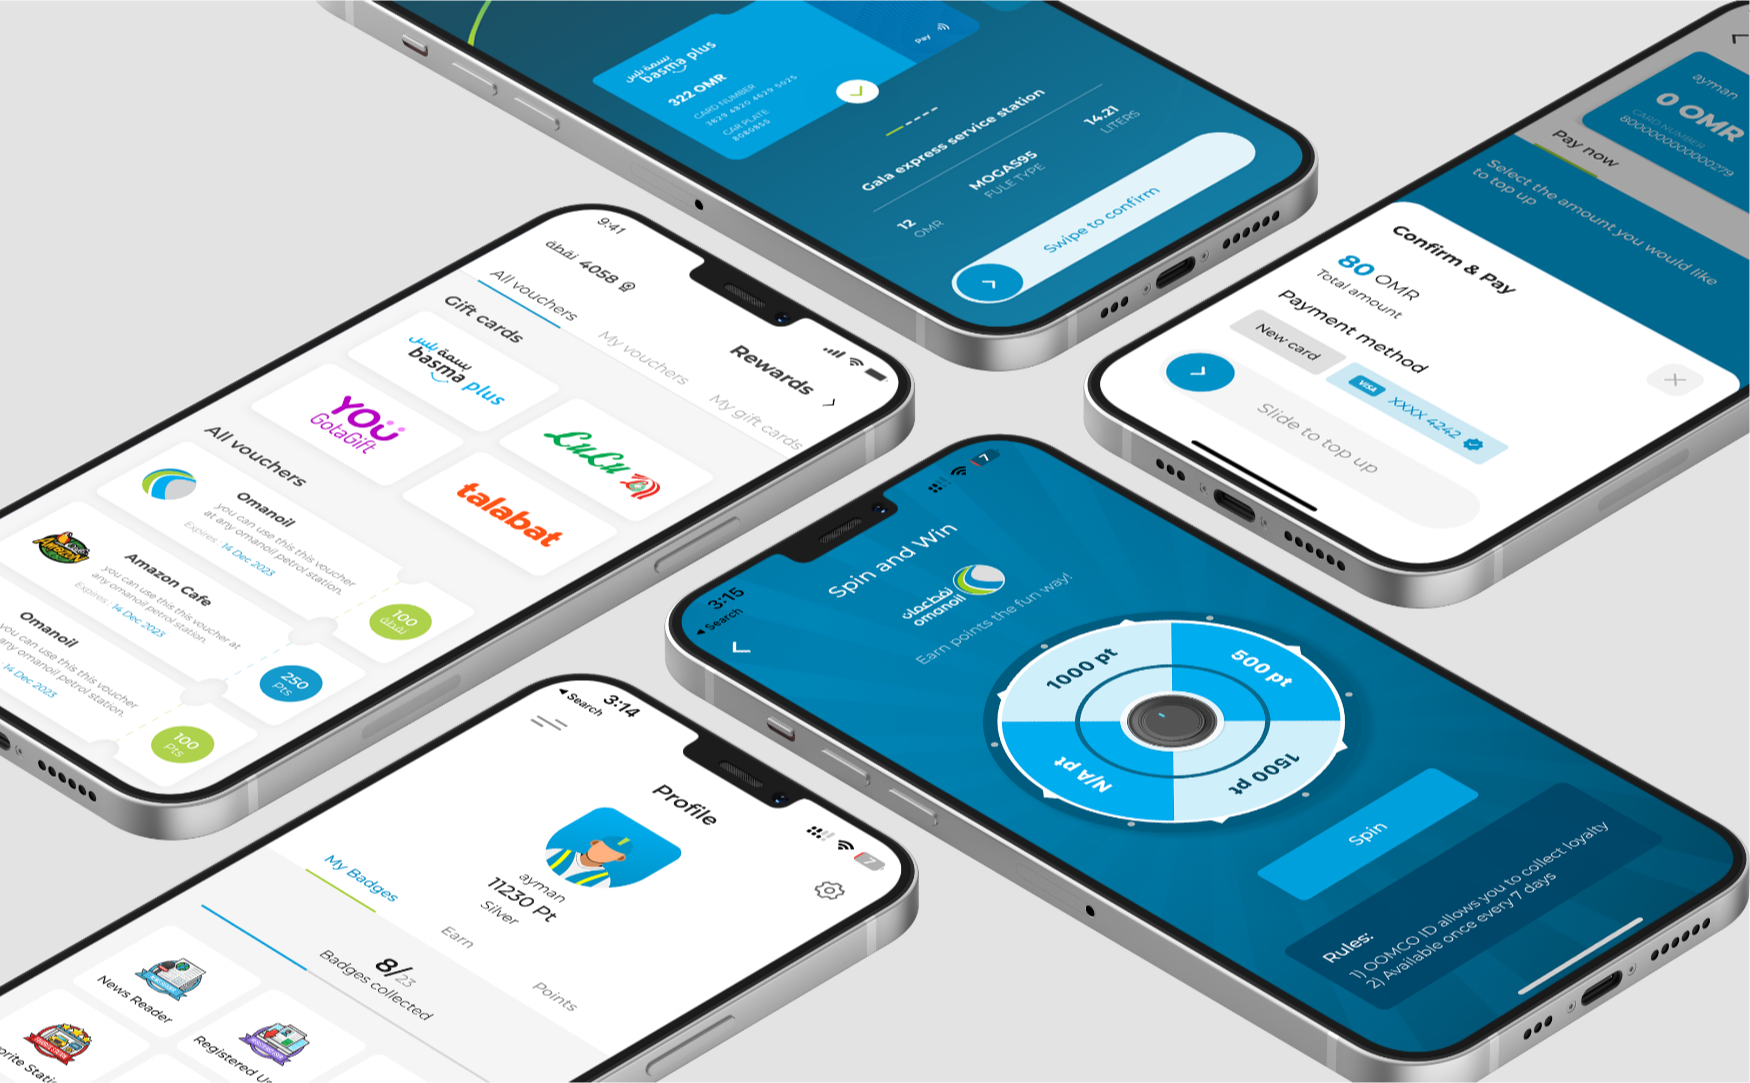 بسمة بلس
basma plus
322 OMR
CARD NUMBER
3829 4820 4629 5025
CAR PLATE
8080855
Pay
Gala express service station
12
OMR
MOGAS95
FULE TYPE
14.21
LITERS
Swipe to confirm
ayman
0 OMR
CARD NUMBER
8000000000000279
Pay now
Select the amount you would like
to top up
Confirm & Pay
80 OMR
Total amount
Payment method
New card
VISA
XXXX 4242
Slide to top up
9:41
4058 نقطة
Rewards
All vouchers
My vouchers
My gift cards
Gift cards
بسمة بلس
basma plus
LuLu
YOU
GotaGift
talabat
All vouchers
Omanoil
you can use this this voucher
at any omanoil petrol station.
Expires : 14 Dec 2023
100
نقطة
Amazon
Amazon Cafe
you can use this this voucher at
any omanoil petrol station.
Expires : 14 Dec 2023
250
Pts
Omanoil
you can use this this voucher
any omanoil petrol station.
14 Dec 2023
100
Pts
3:15
Search
7
Spin and Win
نفط عمان
omanoil
Earn points the fun way!
1000 pt
500 pt
N/A pt
1500 pt
Spin
Rules:
1) OOMCO ID allows you to collect loyalty
2) Available once every 7 days
3:14
Search
7
Profile
ayman
11230 Pt
Silver
My Badges
Earn
Points
8/23
Badges collected
News Reader
Registered